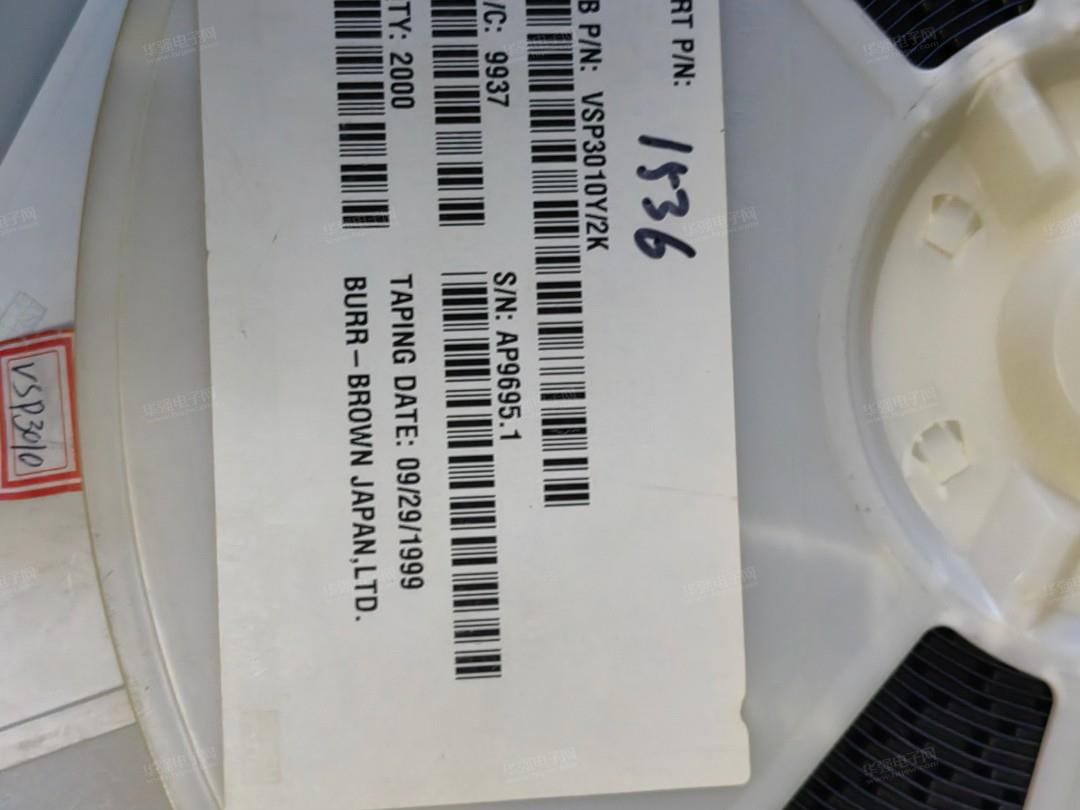 RT P/N:
1536
B P/N: VSP3010Y/2K
/C: 9937
S/N: AP9695.1
TY: 2000
TAPING DATE: 09/29/1999
BURR-BROWN JAPAN,LTD.
VSP3010
华强电子网